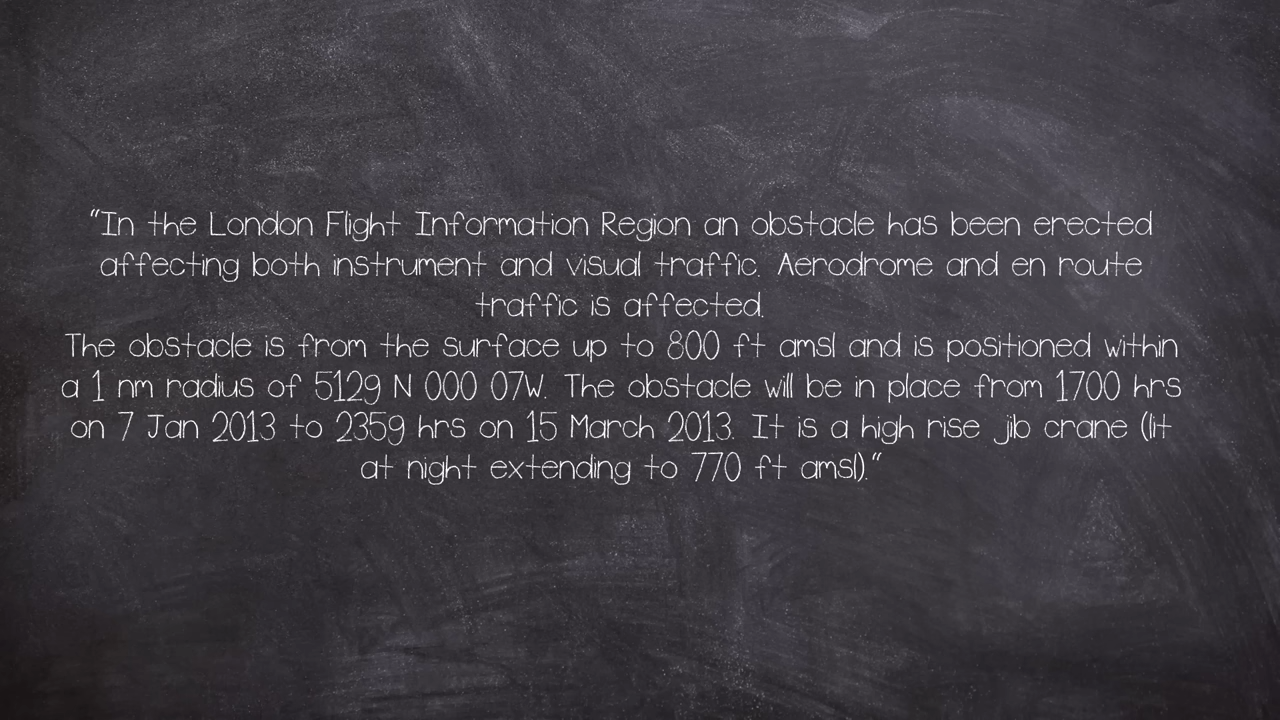 “In the London Flight Information Region an obstacle has been erected
affecting both instrument and visual traffic. Aerodrome and en route
traffic is affected.
The obstacle is from the surface up to 800 ft amsl and is positioned within
a 1 nm radius of 5129 N 000 07W. The obstacle will be in place from 1700 hrs
on 7 Jan 2013 to 2359 hrs on 15 March 2013. It is a high rise jib crane (lit
at night extending to 770 ft amsl).”